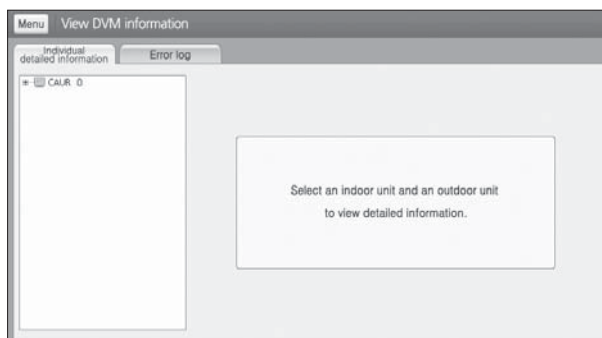 Menu View DVM information
Individual
detailed information
Error log
CAUR 0
Select an indoor unit and an outdoor unit
to view detailed information.